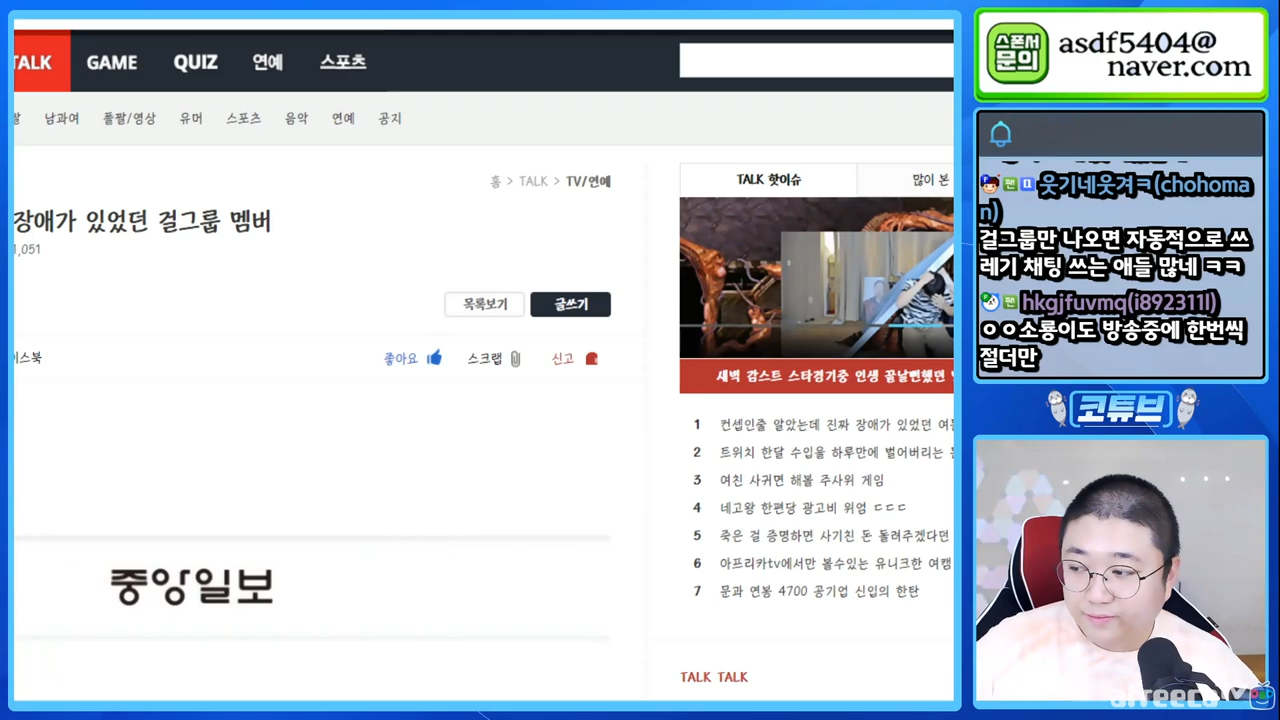 TALK GAME QUIZ 연예 스포츠
남과여 폴짤/영상 유머 스포츠 음악 연예 공지
홈 > TALK > TV/연예
장애가 있었던 걸그룹 멤버
1,051
목록보기 글쓰기
이스북 좋아요 스크랩 신고
중앙일보
TALK 핫이슈 많이 본
새벽 감스트 스타경기중 인생 끝날뻔했던
1 컨셉인줄 알았는데 진짜 장애가 있었던
2 트위치 한달 수입을 하루만에 벌어버리는
3 여친 사귀면 해볼 주사위 게임
4 네고왕 한편당 광고비 위엄 ㄷㄷㄷ
5 죽은 걸 증명하면 사기친 돈 돌려주겠다던
6 아프리카tv에서만 볼수있는 유니크한 여캠
7 문과 연봉 4700 공기업 신입의 한탄
TALK TALK
스폰서
문의
asdf5404@
naver.com
웃기네웃겨ㅋ(chohoma
n)
걸그룹만 나오면 자동적으로 쓰
레기 채팅 쓰는 애들 많네 ㅋㅋ
hkgjfuvmq(i892311l)
ㅇㅇ소룡이도 방송중에 한번씩
절더만
코튜브
afreecaTV